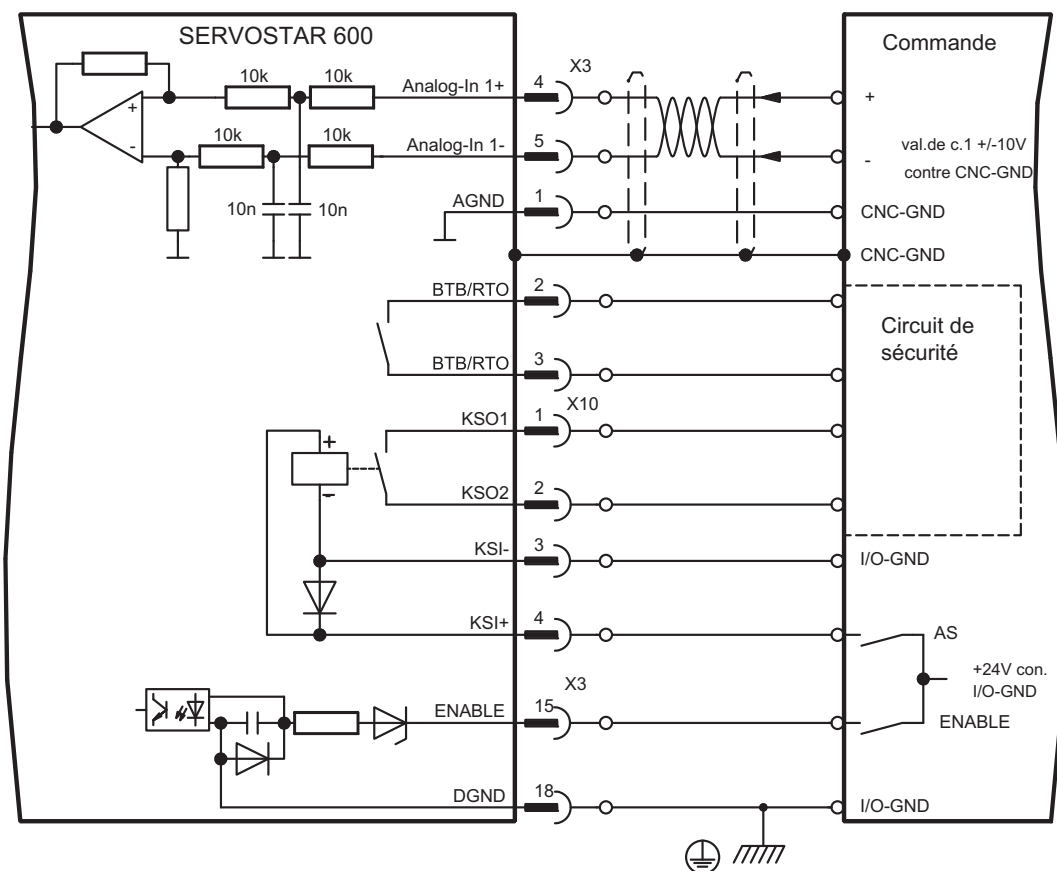 SERVOSTAR 600
Commande
X3
10k
10k
Analog-In 1+
4
+
+
-
10k
10k
Analog-In 1-
5
-
val.de c.1 +/-10V
contre CNC-GND
10n
10n
AGND
1
CNC-GND
CNC-GND
BTB/RTO
2
Circuit de
sécurité
BTB/RTO
3
X10
KSO1
1
+
-
KSO2
2
KSI-
3
I/O-GND
KSI+
4
AS
+24V con.
I/O-GND
X3
ENABLE
15
ENABLE
DGND
18
I/O-GND